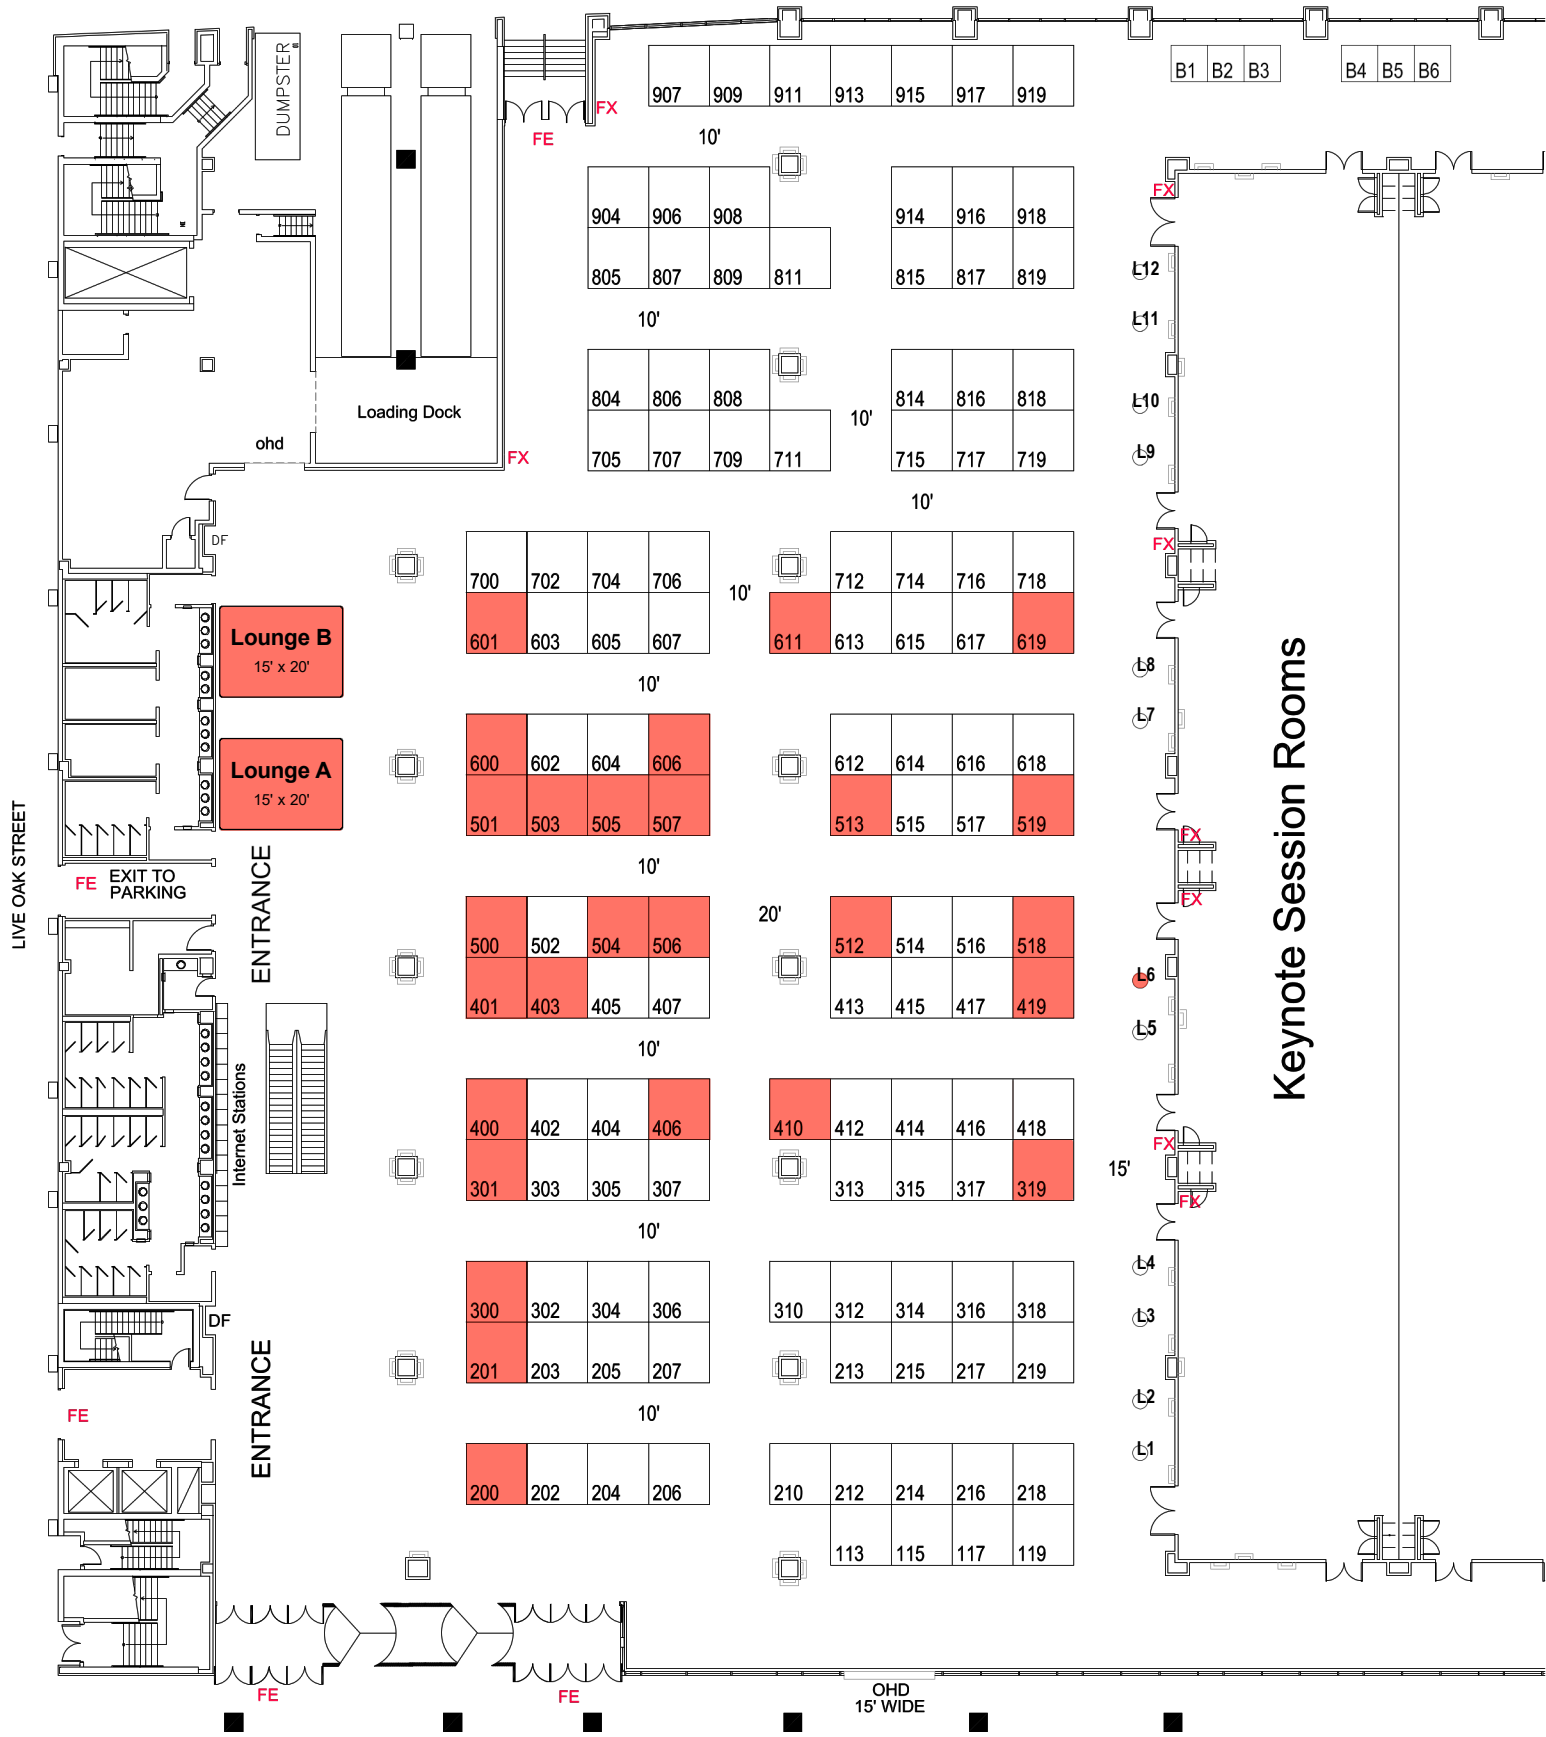 DUMPSTER
FX
FE
907 909 911 913 915 917 919
B1 B2 B3 B4 B5 B6
10'
904 906 908 914 916 918
FX
805 807 809 811 815 817 819
L12
10'
L11
804 806 808 814 816 818
L10
Loading Dock
10'
ohd
FX
705 707 709 711 715 717 719
L9
10'
DF
FX
700 702 704 706 712 714 716 718
10'
Lounge B
15' x 20'
601 603 605 607 611 613 615 617 619
L8
10'
L7
Lounge A
15' x 20'
600 602 604 606 612 614 616 618
501 503 505 507 513 515 517 519
FX
LIVE OAK STREET
10'
FE
EXIT TO
PARKING
ENTRANCE
FX
20'
500 502 504 506 512 514 516 518
L6
401 403 405 407 413 415 417 419
L5
Keynote Session Rooms
10'
Internet Stations
400 402 404 406 410 412 414 416 418
FX
15'
301 303 305 307 313 315 317 319
FX
10'
L4
300 302 304 306 310 312 314 316 318
L3
DF
201 203 205 207 213 215 217 219
ENTRANCE
L2
FE
10'
L1
200 202 204 206 210 212 214 216 218
113 115 117 119
FE
FE
OHD
15' WIDE